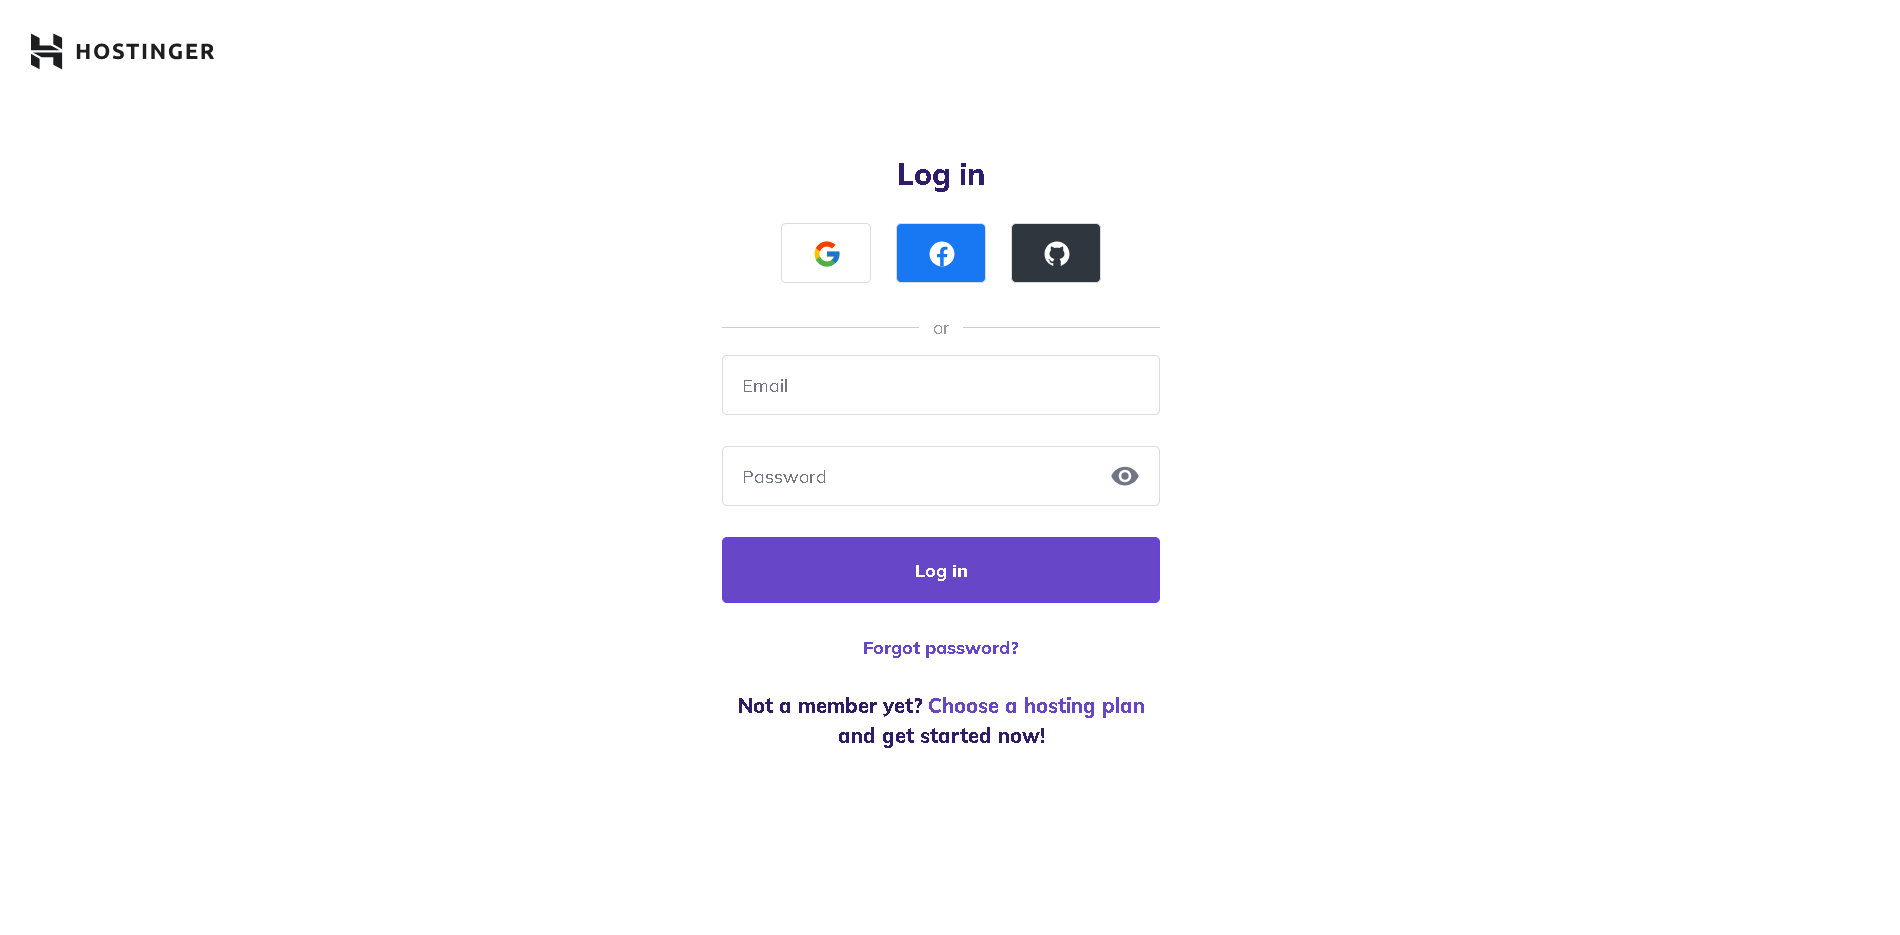 HOSTINGER
Log in
or
Email
Password
Log in
Forgot password?
Not a member yet? Choose a hosting plan
and get started now!